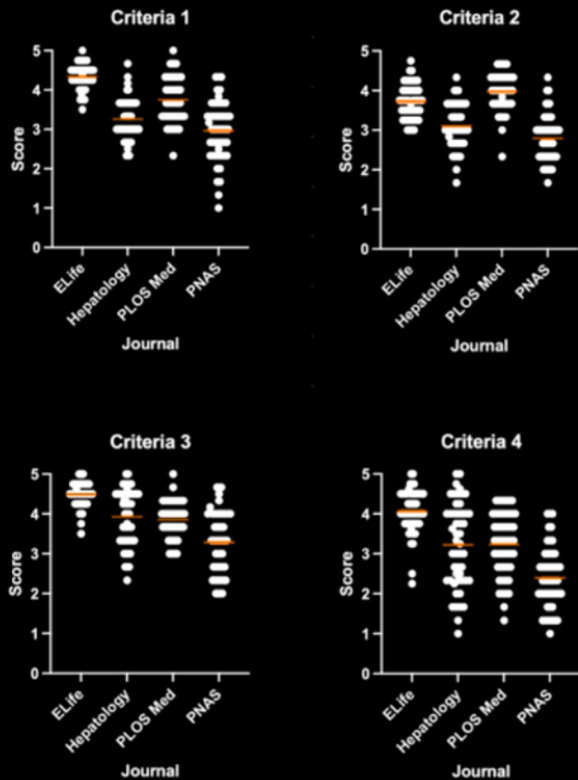 Criteria 1
5
4
3
2
1
0
Score
ELife
Hepatology
PLOS Med
PNAS
Journal
Criteria 2
5
4
3
2
1
0
Score
ELife
Hepatology
PLOS Med
PNAS
Journal
Criteria 3
5
4
3
2
1
0
Score
ELife
Hepatology
PLOS Med
PNAS
Journal
Criteria 4
5
4
3
2
1
0
Score
ELife
Hepatology
PLOS Med
PNAS
Journal